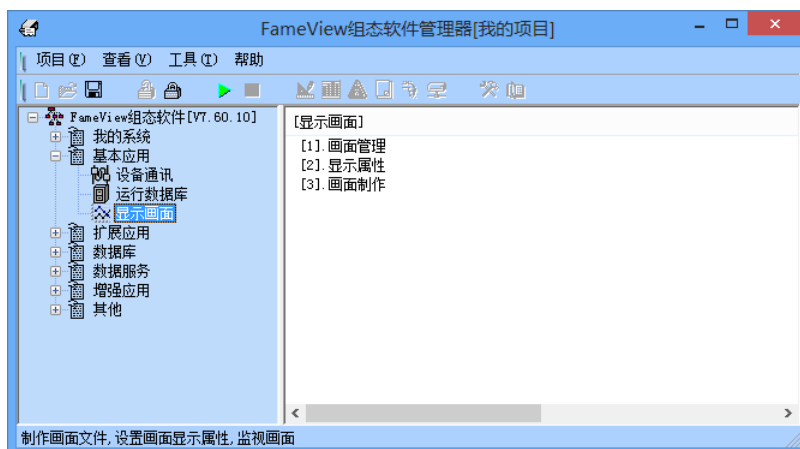 FameView组态软件管理器[我的项目]
项目(E) 查看(V) 工具(T) 帮助
FameView组态软件[V7.60.10]
我的系统
基本应用
设备通讯
运行数据库
显示画面
扩展应用
数据库
数据服务
增强应用
其他
[显示画面]
[1].画面管理
[2].显示属性
[3].画面制作
制作画面文件,设置画面显示属性,监视画面